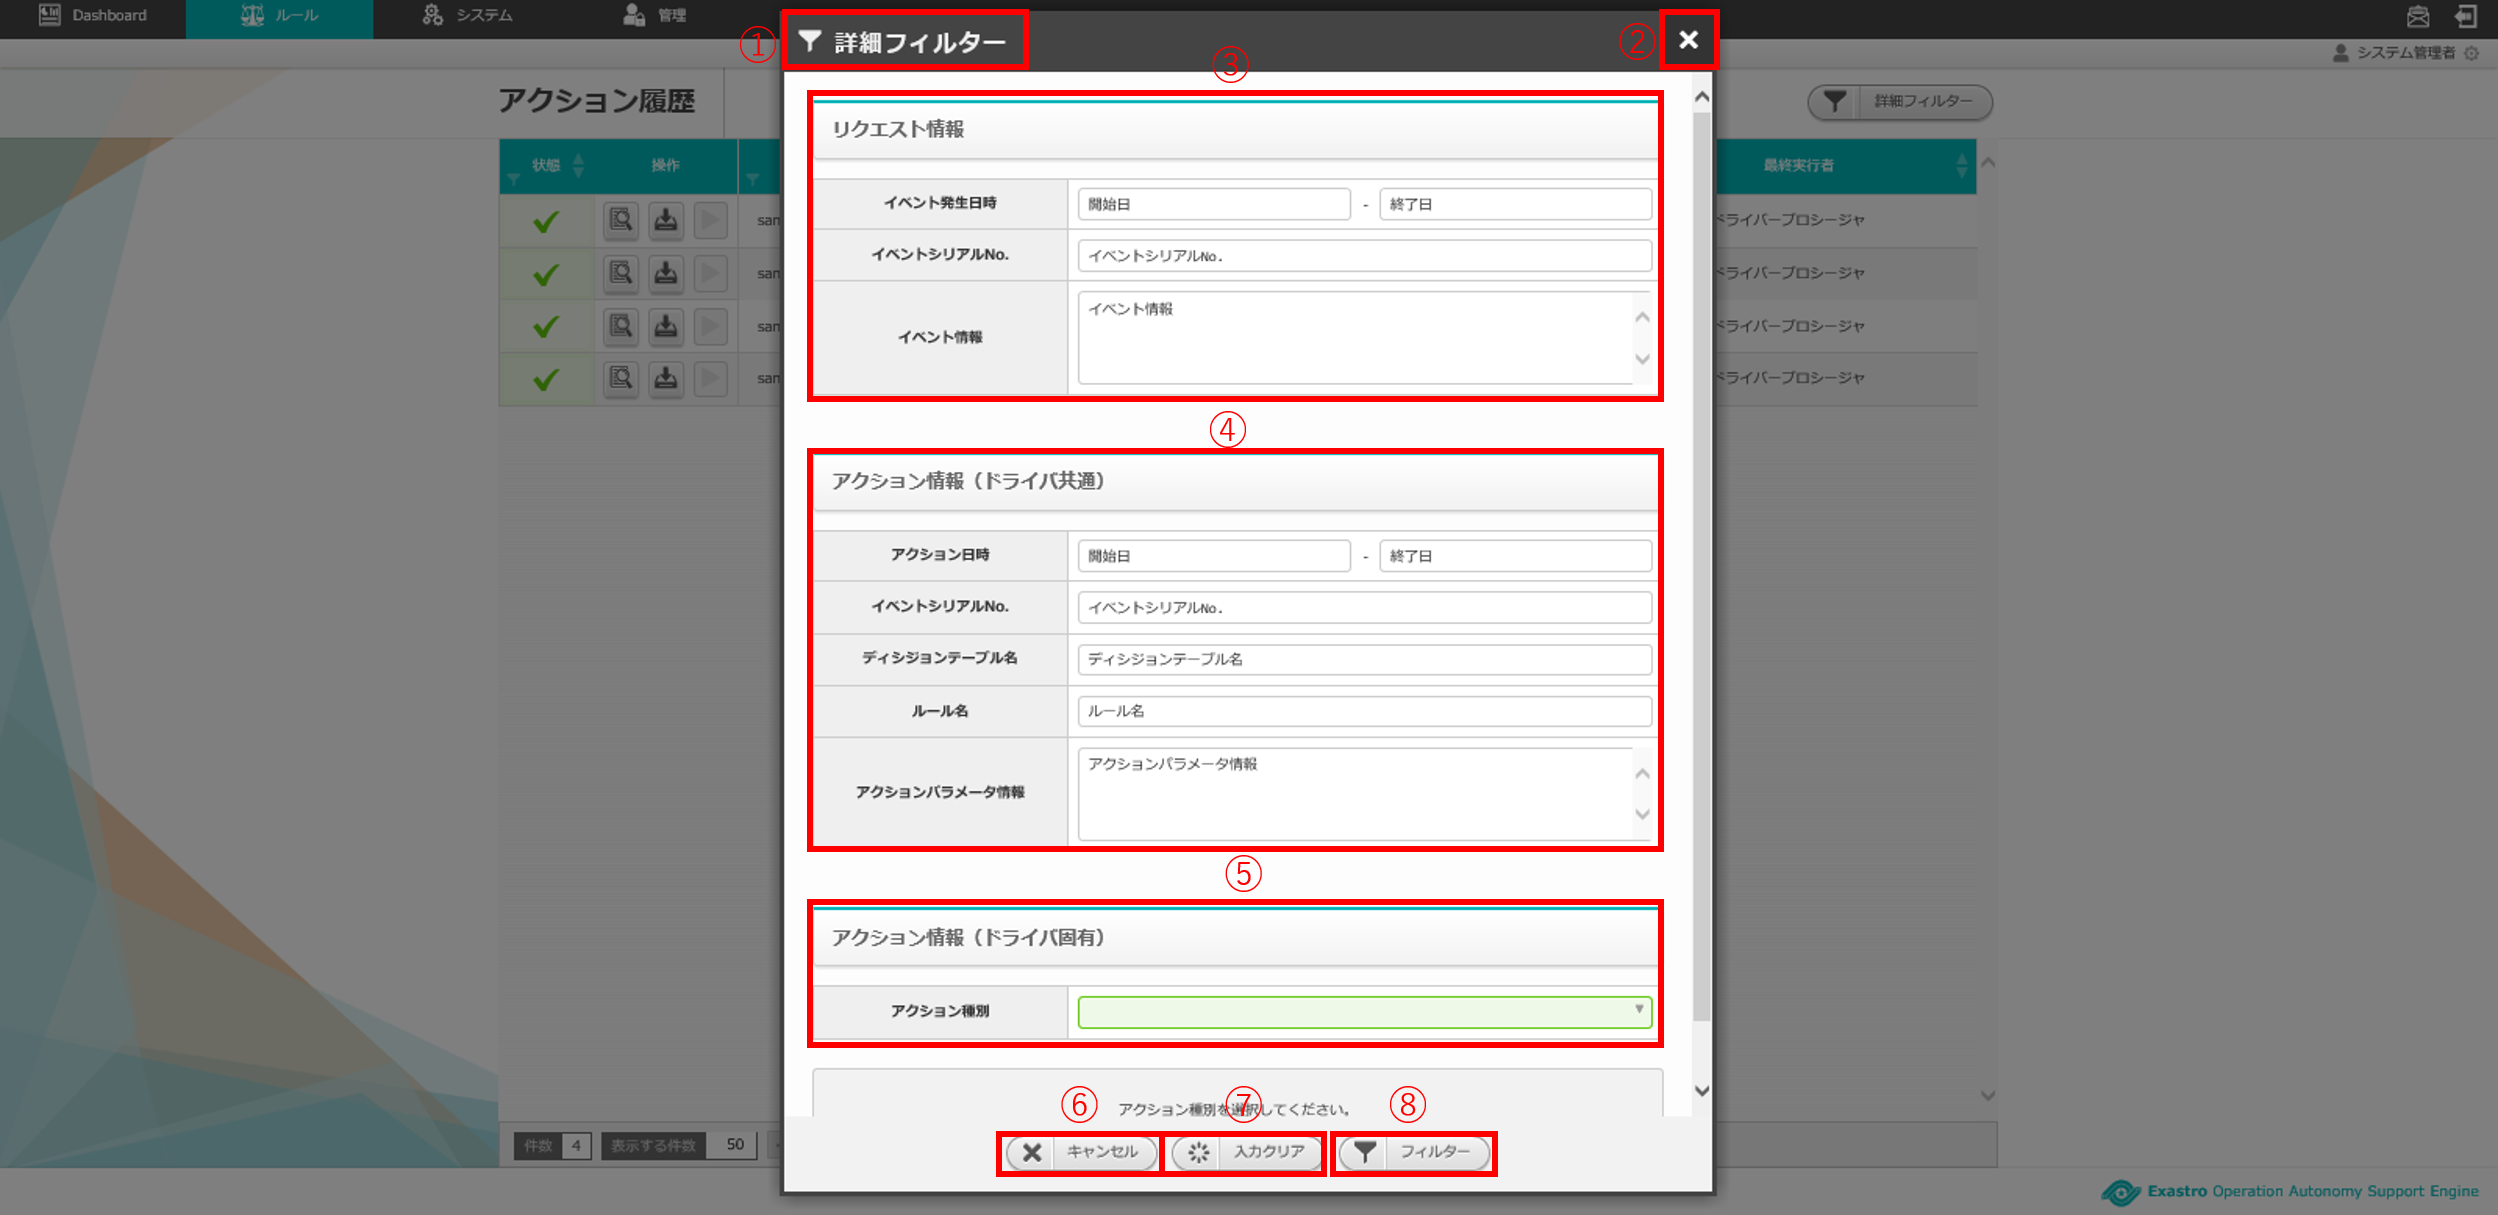 Dashboard
ルール
システム
管理
システム管理者
①
詳細フィルター
②
③
アクション履歴
詳細フィルター
状態
操作
最終実行者
san
ドライバープロシージャ
san
ドライバープロシージャ
san
ドライバープロシージャ
san
ドライバープロシージャ
リクエスト情報
イベント発生日時
開始日
-
終了日
イベントシリアルNo.
イベントシリアルNo.
イベント情報
イベント情報
④
アクション情報（ドライバ共通）
アクション日時
開始日
-
終了日
イベントシリアルNo.
イベントシリアルNo.
ディシジョンテーブル名
ディシジョンテーブル名
ルール名
ルール名
アクションパラメータ情報
アクションパラメータ情報
⑤
アクション情報（ドライバ固有）
アクション種別
⑥
⑦
⑧
アクション種別を選択してください。
件数 4
表示する件数 50
キャンセル
入力クリア
フィルター
Exastro Operation Autonomy Support Engine